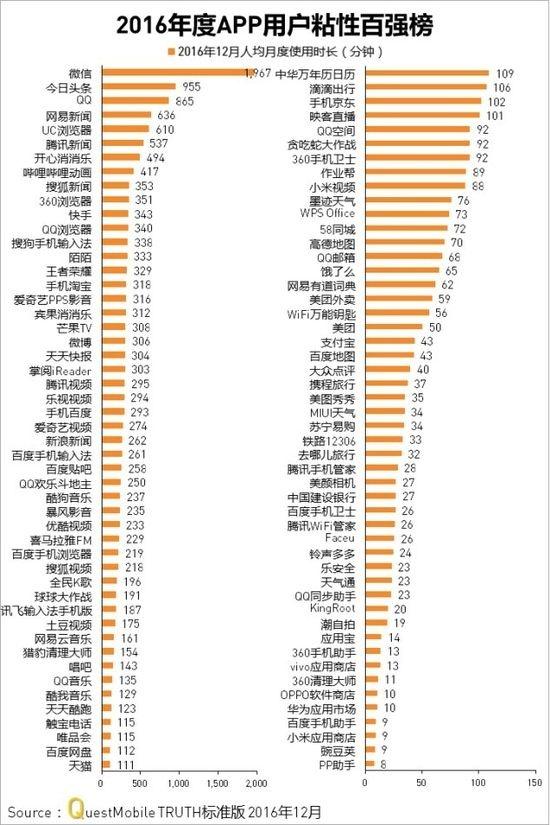 2016年度APP用户粘性百强榜
2016年12月人均月度使用时长（分钟）
微信 1,967
今日头条 955
QQ 865
网易新闻 636
UC浏览器 610
腾讯新闻 537
开心消消乐 494
哔哩哔哩动画 417
搜狐新闻 353
360浏览器 351
快手 343
QQ浏览器 340
搜狗手机输入法 338
陌陌 333
王者荣耀 329
手机淘宝 318
爱奇艺PPS影音 316
宾果消消乐 312
芒果TV 308
微博 306
天天快报 304
掌阅iReader 303
腾讯视频 295
乐视视频 294
手机百度 293
爱奇艺视频 274
新浪新闻 262
百度手机输入法 261
百度贴吧 258
QQ欢乐斗地主 250
酷狗音乐 237
暴风影音 235
优酷视频 233
喜马拉雅FM 229
百度手机浏览器 219
搜狐视频 218
全民K歌 196
球球大作战 191
讯飞输入法手机版 187
土豆视频 175
网易云音乐 161
猎豹清理大师 154
唱吧 143
QQ音乐 135
酷我音乐 129
天天酷跑 123
触宝电话 115
唯品会 115
百度网盘 112
天猫 111
0 500 1,000 1,500 2,000
中华万年历日历 109
滴滴出行 106
手机京东 102
映客直播 101
QQ空间 92
贪吃蛇大作战 92
360手机卫士 92
作业帮 89
小米视频 88
墨迹天气 76
WPS Office 73
58同城 72
高德地图 70
QQ邮箱 68
饿了么 65
网易有道词典 62
美团外卖 59
WiFi万能钥匙 56
美团 50
支付宝 43
百度地图 43
大众点评 40
携程旅行 37
美图秀秀 35
MIUI天气 34
苏宁易购 34
铁路12306 33
去哪儿旅行 32
腾讯手机管家 28
美颜相机 27
中国建设银行 27
百度手机卫士 26
腾讯WiFi管家 26
Faceu 26
铃声多多 24
乐安全 23
天气通 23
QQ同步助手 23
KingRoot 20
潮自拍 19
应用宝 14
360手机助手 13
vivo应用商店 13
360清理大师 11
OPPO软件商店 10
华为应用市场 10
百度手机助手 9
小米应用商店 9
豌豆荚 9
PP助手 8
0 50 100 150
Source：QuestMobile TRUTH标准版 2016年12月